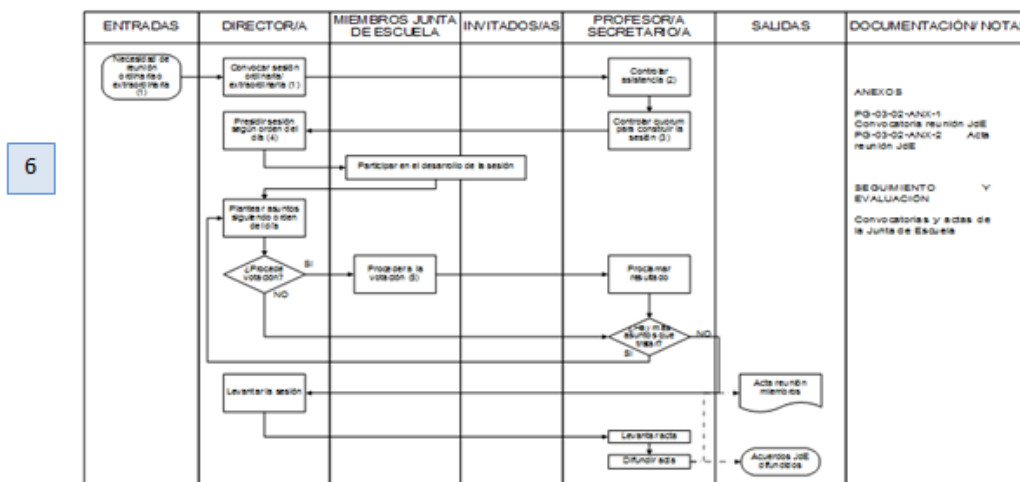 ENTRADAS
DIRECTOR/A
MIEMBROS JUNTA
DE ESCUELA
INVITADOS/AS
PROFESOR/A
SECRETARIO/A
SALIDAS
DOCUMENTACIÓN/ NOTAS
Necesidad de
reunión
ordinaria o
extraordinaria
(1)
Convocar sesión
ordinaria/
extraordinaria (1)
Controlar
asistencia (2)
Presidir sesión
según orden del
día (4)
Controlar quorum
para construir la
sesión (3)
ANEXOS
PG-03-02-ANX-1
Convocatoria reunión JdE
PG-03-02-ANX-2 Acta
reunión JdE
6
Participar en el desarrollo de la sesión
SEGUIMIENTO Y
EVALUACIÓN
Convocatorias y actas de
la Junta de Escuela
Plantear asuntos
siguiendo orden
del día
¿Procede
votación?
SI
NO
Proceder a la
votación (5)
Proclamar
resultado
¿Hay más
asuntos que
tratar?
NO
SI
Levantar la sesión
Acta reunión
miembros
Levantar acta
Difundir acta
Acuerdos JdE
difundidos